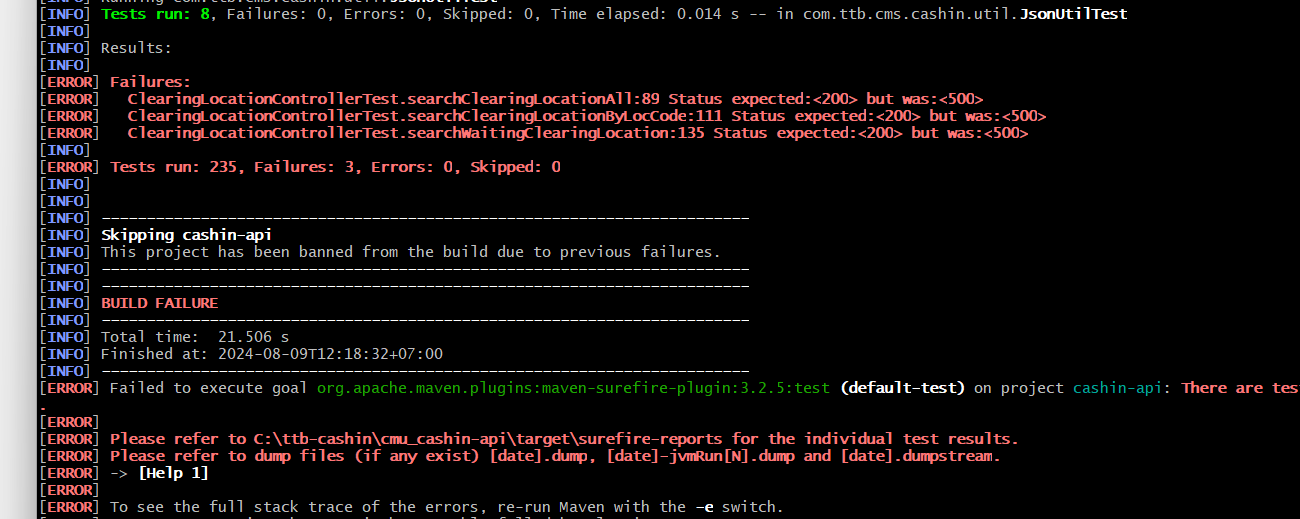 [INFO] Tests run: 8, Failures: 0, Errors: 0, Skipped: 0, Time elapsed: 0.014 s -- in com.ttb.cms.cashin.util.JsonUtilTest
[INFO]
[INFO] Results:
[INFO]
[ERROR] Failures:
[ERROR]   ClearingLocationControllerTest.searchClearingLocationAll:89 Status expected:<200> but was:<500>
[ERROR]   ClearingLocationControllerTest.searchClearingLocationByLocCode:111 Status expected:<200> but was:<500>
[ERROR]   ClearingLocationControllerTest.searchWaitingClearingLocation:135 Status expected:<200> but was:<500>
[INFO]
[ERROR] Tests run: 235, Failures: 3, Errors: 0, Skipped: 0
[INFO]
[INFO]
[INFO] ------------------------------------------------------------------------
[INFO] Skipping cashin-api
[INFO] This project has been banned from the build due to previous failures.
[INFO] ------------------------------------------------------------------------
[INFO] ------------------------------------------------------------------------
[INFO] BUILD FAILURE
[INFO] ------------------------------------------------------------------------
[INFO] Total time:  21.506 s
[INFO] Finished at: 2024-08-09T12:18:32+07:00
[INFO] ------------------------------------------------------------------------
[ERROR] Failed to execute goal org.apache.maven.plugins:maven-surefire-plugin:3.2.5:test (default-test) on project cashin-api: There are tes
.
[ERROR]
[ERROR] Please refer to C:\ttb-cashin\cmu_cashin-api\target\surefire-reports for the individual test results.
[ERROR] Please refer to dump files (if any exist) [date].dump, [date]-jvmRun[N].dump and [date].dumpstream.
[ERROR] -> [Help 1]
[ERROR]
[ERROR] To see the full stack trace of the errors, re-run Maven with the -e switch.